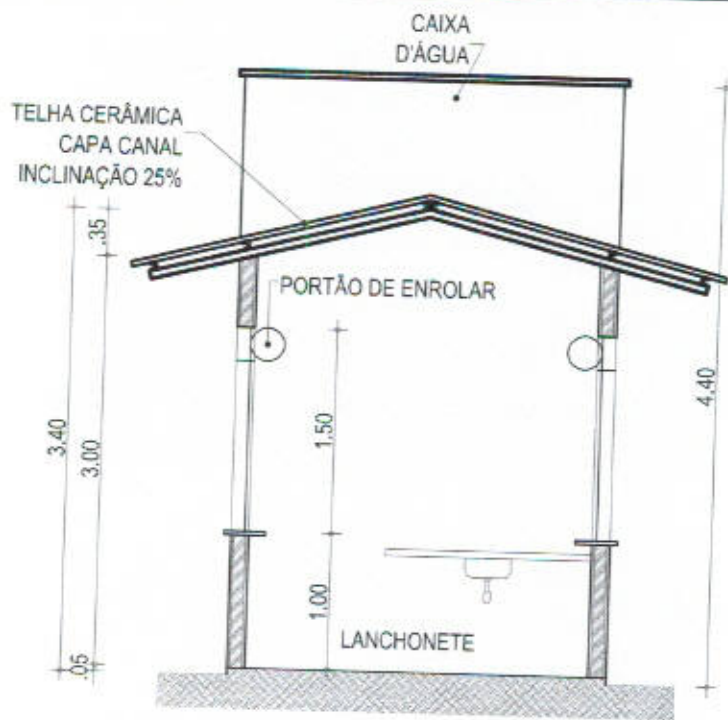 CAIXA
D'ÁGUA
TELHA CERÂMICA
CAPA CANAL
INCLINAÇÃO 25%
.35
PORTÃO DE ENROLAR
3.40
3.00
1.50
4.40
1.00
LANCHONETE
.05